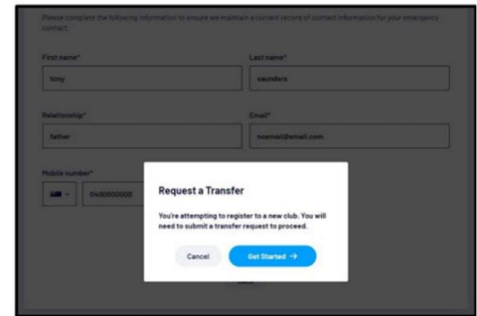 Please complete the following information to ensure we maintain a current record of contact information for your emergency
contact.
First name*
Last name*
tony
saunders
Relationship*
Email*
father
noemail@email.com
Mobile number*
0400000000
Request a Transfer
You're attempting to register to a new club. You will
need to submit a transfer request to proceed.
Cancel
Get Started →